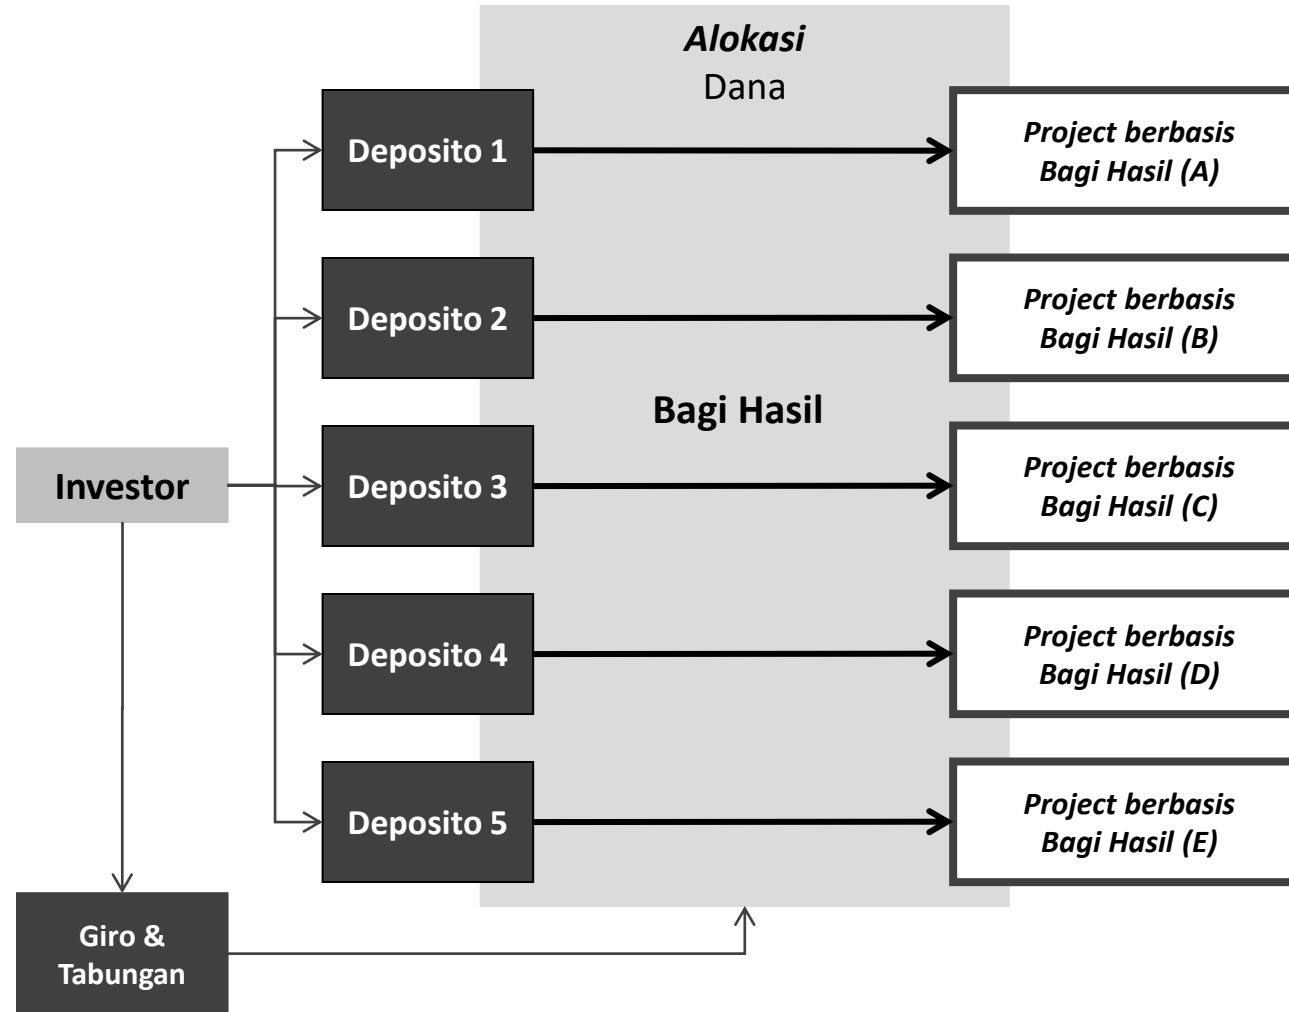 Alokasi
Dana
Deposito 1
Project berbasis
Bagi Hasil (A)
Deposito 2
Project berbasis
Bagi Hasil (B)
Bagi Hasil
Investor
Deposito 3
Project berbasis
Bagi Hasil (C)
Deposito 4
Project berbasis
Bagi Hasil (D)
Deposito 5
Project berbasis
Bagi Hasil (E)
Giro &
Tabungan